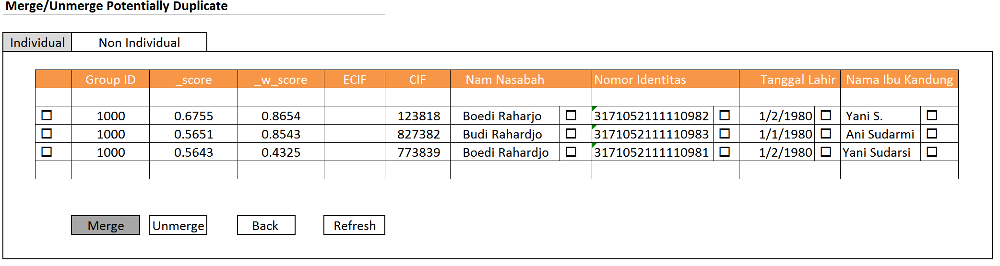 Merge/Unmerge Potentially Duplicate
Individual Non Individual
Group ID _score _w_score ECIF CIF Nam Nasabah Nomor Identitas Tanggal Lahir Nama Ibu Kandung
1000 0.6755 0.8654 123818 Boedi Raharjo 3171052111110982 1/2/1980 Yani S.
1000 0.5651 0.8543 827382 Budi Rahardjo 3171052111110983 1/1/1980 Ani Sudarmi
1000 0.5643 0.4325 773839 Boedi Rahardjo 3171052111110981 1/2/1980 Yani Sudarsi
Merge Unmerge Back Refresh